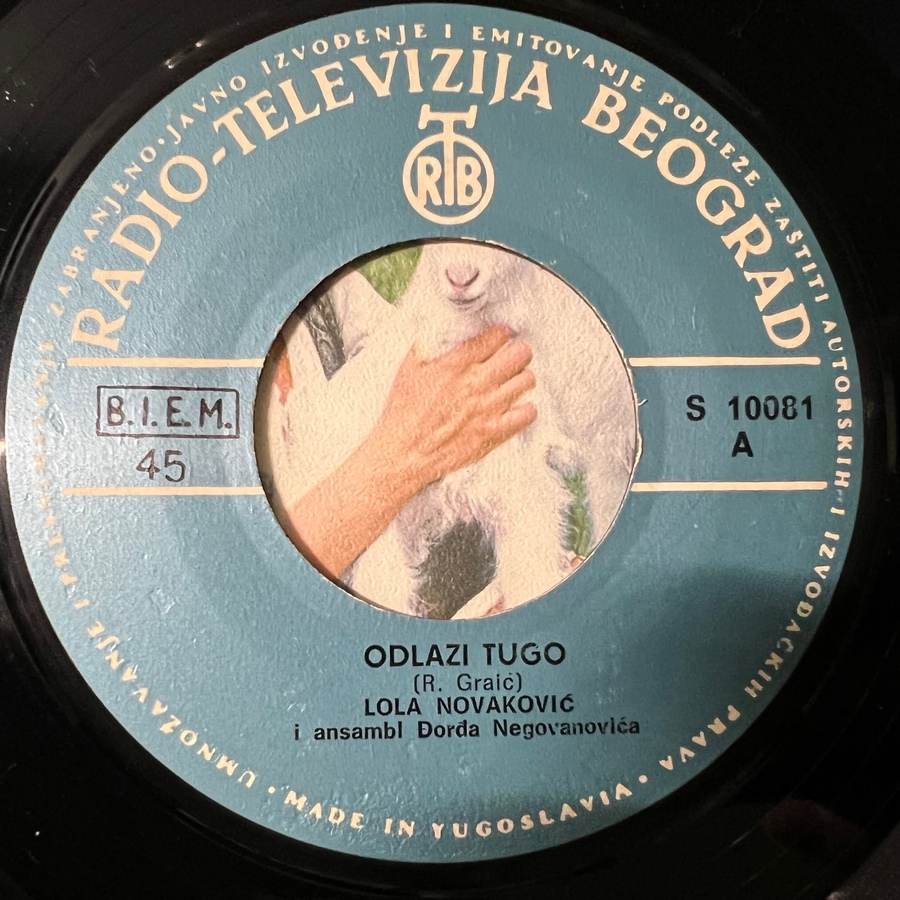 UMNOŽAVANJE I PRESNIMAVANJE ZABRANJENO • JAVNO IZVOĐENJE I EMITOVANJE PODLEŽE ZAŠTITI AUTORSKIH I IZVOĐAČKIH PRAVA •
RADIO-TELEVIZIJA BEOGRAD
RTB
B.I.E.M.
45
S 10081
A
ODLAZI TUGO
(R. Graić)
LOLA NOVAKOVIĆ
i ansambl Đorđa Negovanovića
MADE IN YUGOSLAVIA •